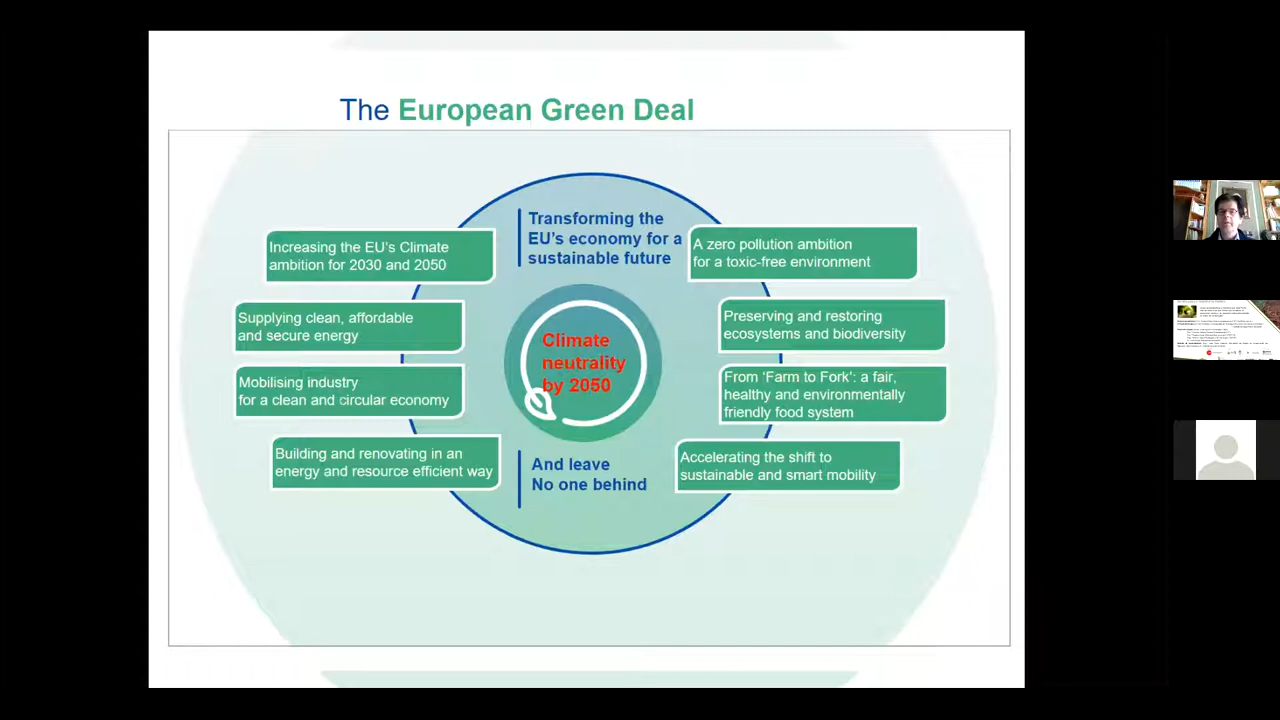 The European Green Deal
Transforming the
EU's economy for a
sustainable future
Increasing the EU's Climate
ambition for 2030 and 2050
Supplying clean, affordable
and secure energy
Mobilising industry
for a clean and circular economy
Building and renovating in an
energy and resource efficient way
Climate
neutrality
by 2050
A zero pollution ambition
for a toxic-free environment
Preserving and restoring
ecosystems and biodiversity
From ‘Farm to Fork’: a fair,
healthy and environmentally
friendly food system
Accelerating the shift to
sustainable and smart mobility
And leave
No one behind